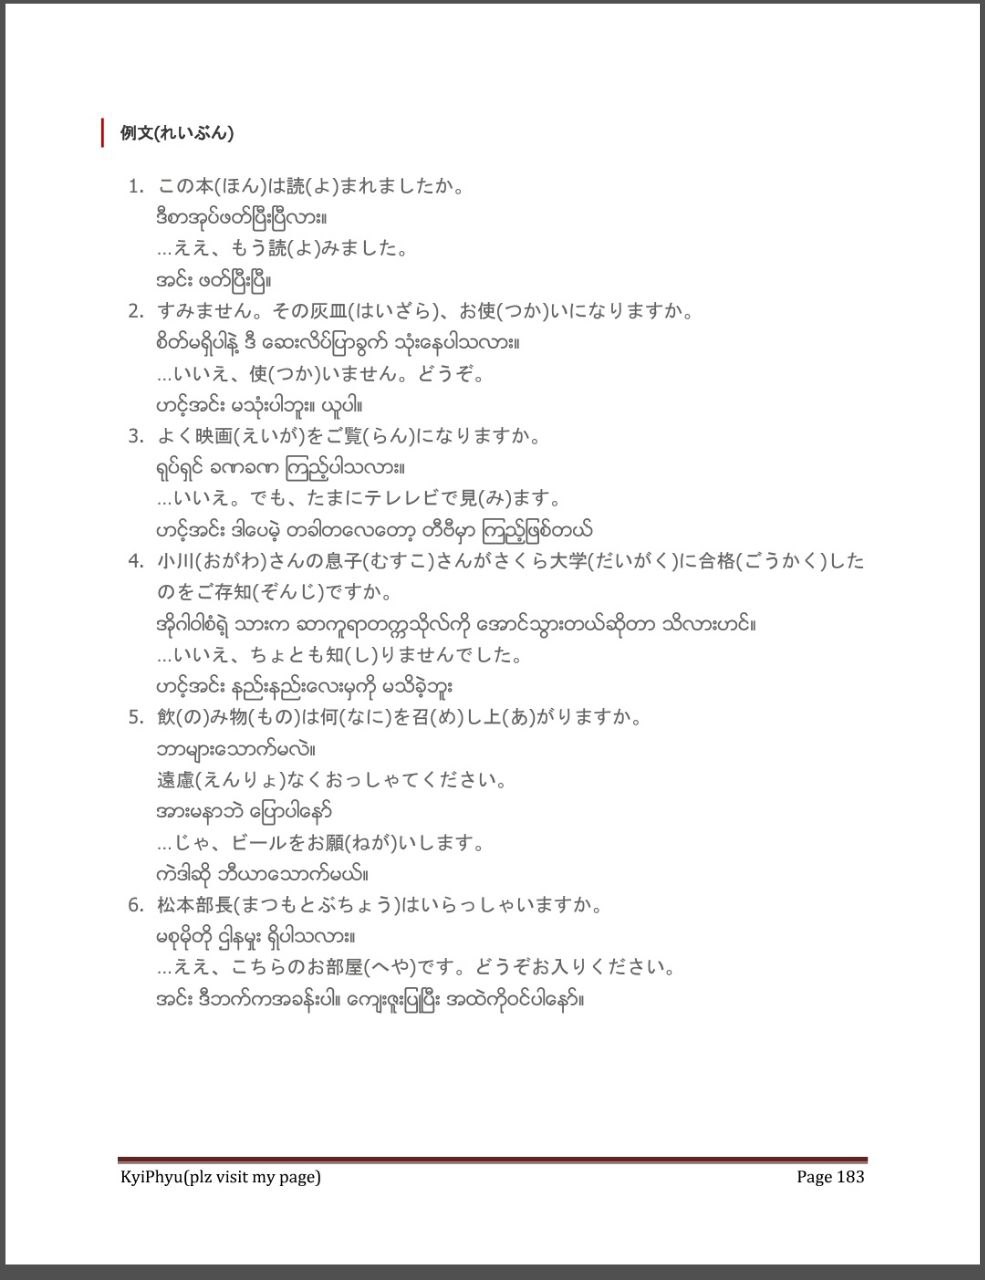 例文(れいぶん)
1. この本(ほん)は読(よ)まれましたか。
ဒီစာအုပ်ဖတ်ပြီးပြီလား။
…ええ、もう読(よ)みました。
အင်း ဖတ်ပြီးပြီ။
2. すみません。その灰皿(はいざら)、お使(つか)いになりますか。
စိတ်မရှိပါနဲ့ ဒီ ဆေးလိပ်ပြာခွက် သုံးနေပါသလား။
…いいえ、使(つか)いません。どうぞ。
ဟင့်အင်း မသုံးပါဘူး။ ယူပါ။
3. よく映画(えいが)をご覧(らん)になりますか。
ရုပ်ရှင် ခဏခဏ ကြည့်ပါသလား။
…いいえ。でも、たまにテレレビで見(み)ます。
ဟင့်အင်း ဒါပေမဲ့ တခါတလေတော့ တီဗီမှာ ကြည့်ဖြစ်တယ်
4. 小川(おがわ)さんの息子(むすこ)さんがさくら大学(だいがく)に合格(ごうかく)した
のをご存知(ぞんじ)ですか。
အိုဂါဝါစံရဲ့ သားက ဆာကူရာတက္ကသိုလ်ကို အောင်သွားတယ်ဆိုတာ သိလားဟင်။
…いいえ、ちょとも知(し)りませんでした。
ဟင့်အင်း နည်းနည်းလေးမှကို မသိခဲ့ဘူး
5. 飲(の)み物(もの)は何(なに)を召(め)し上(あ)がりますか。
ဘာများသောက်မလဲ။
遠慮(えんりょ)なくおっしゃてください。
အားမနာဘဲ ပြောပါနော်
…じゃ、ビールをお願(ねが)いします。
ကဲဒါဆို ဘီယာသောက်မယ်။
6. 松本部長(まつもとぶちょう)はいらっしゃいますか。
မစုမိုတို ဌါနမှူး ရှိပါသလား။
…ええ、こちらのお部屋(へや)です。どうぞお入りください。
အင်း ဒီဘက်ကအခန်းပါ။ ကျေးဇူးပြုပြီး အထဲကိုဝင်ပါနော်။
KyiPhyu(plz visit my page) Page 183